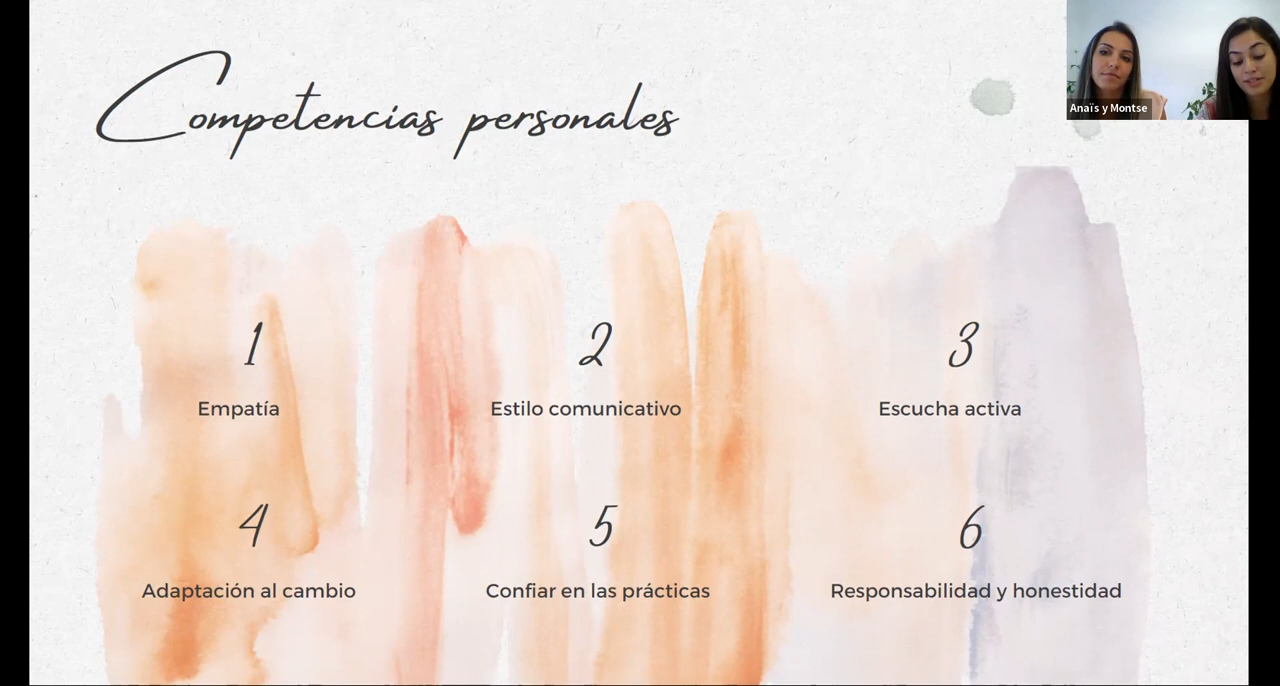 Competencias personales
Anaïs y Montse
1
2
3
Empatía
Estilo comunicativo
Escucha activa
4
5
6
Adaptación al cambio
Confiar en las prácticas
Responsabilidad y honestidad